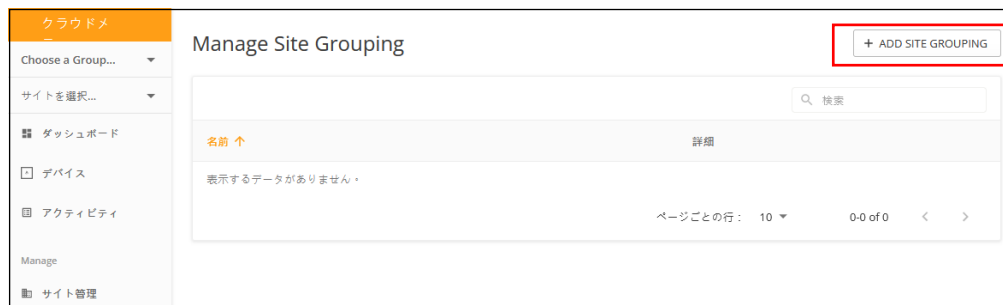 クラウドメ
Choose a Group...
サイトを選択...
ダッシュボード
デバイス
アクティビティ
Manage
サイト管理
Manage Site Grouping
+ ADD SITE GROUPING
検索
名前 ↑ 詳細
表示するデータがありません。
ページごとの行： 10 0-0 of 0